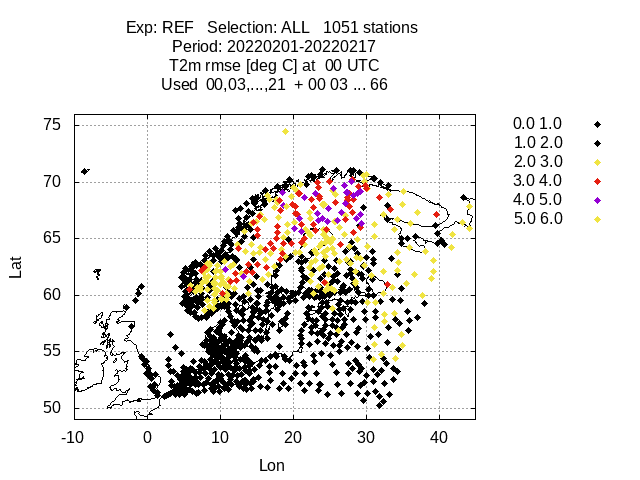 Exp: REF   Selection: ALL   1051 stations
Period: 20220201-20220217
T2m rmse [deg C] at  00 UTC
Used  00,03,...,21  + 00 03 ... 66
0.0 1.0
1.0 2.0
2.0 3.0
3.0 4.0
4.0 5.0
5.0 6.0
75
70
65
60
55
50
Lat
-10 0 10 20 30 40
Lon